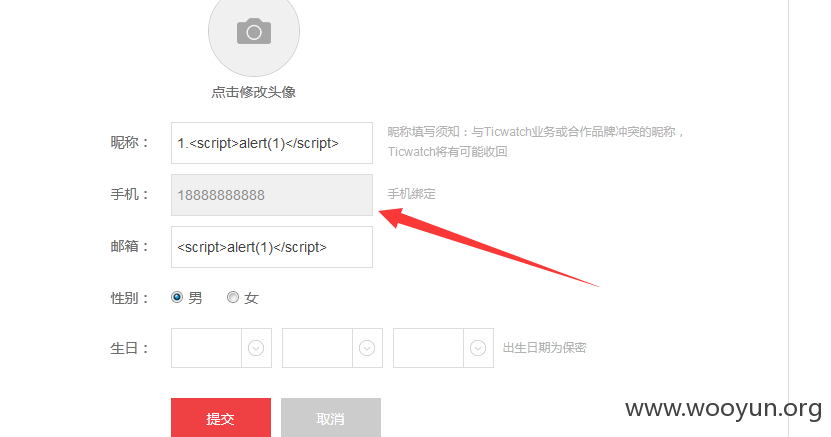 点击修改头像
昵称： 1.<script>alert(1)</script> 昵称填写须知：与Ticwatch业务或合作品牌冲突的昵称，
Ticwatch将有可能收回
手机： 18888888888 手机绑定
邮箱： <script>alert(1)</script>
性别： 男 女
生日： 出生日期为保密
提交 取消
www.wooyun.org